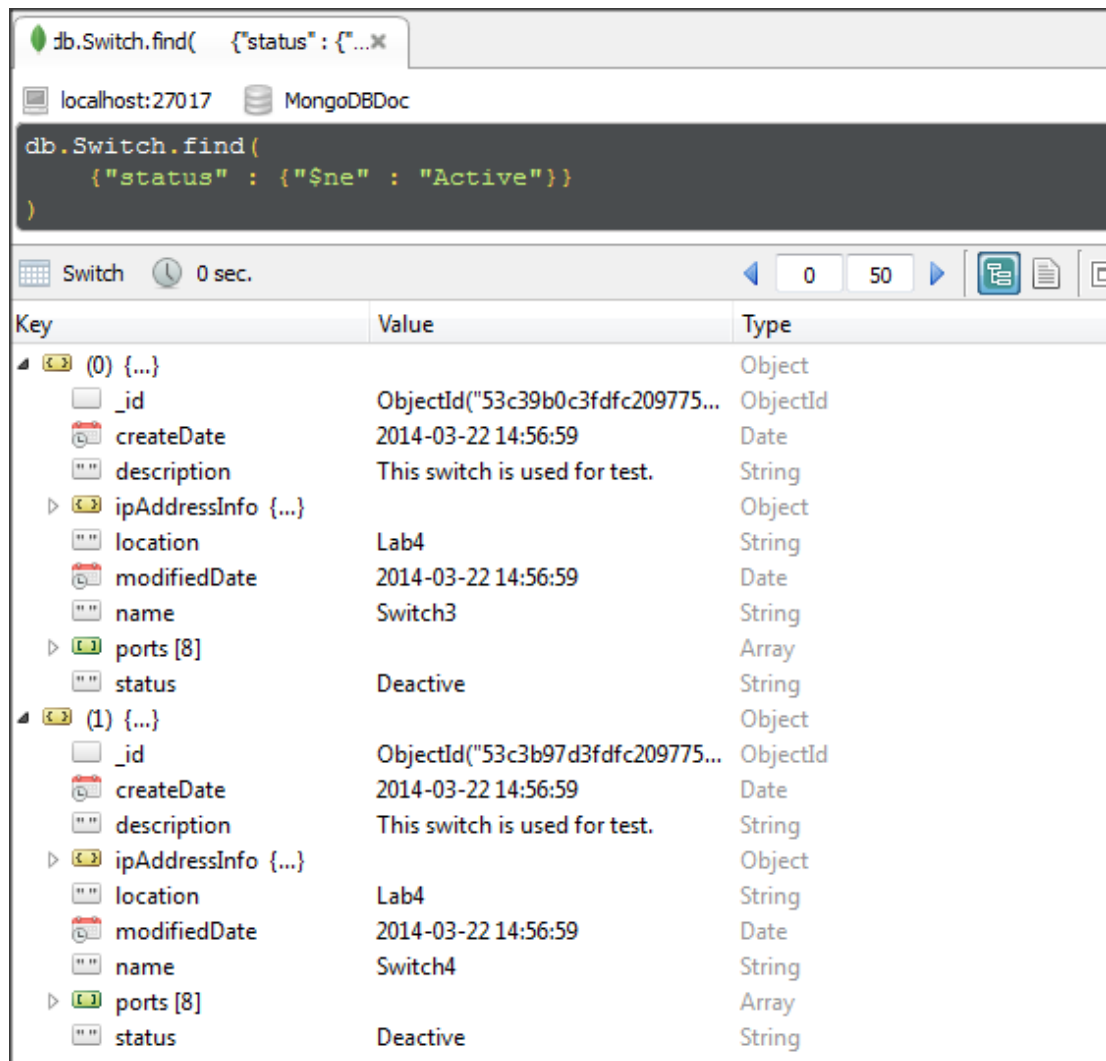 db.Switch.find( {"status" : {"...
localhost:27017 MongoDBDoc
db.Switch.find(
{"status" : {"$ne" : "Active"}}
)
Switch 0 sec. 0 50
Key Value Type
(0) {...} Object
_id ObjectId("53c39b0c3fdfc209775... ObjectId
createDate 2014-03-22 14:56:59 Date
description This switch is used for test. String
ipAddressInfo {...} Object
location Lab4 String
modifiedDate 2014-03-22 14:56:59 Date
name Switch3 String
ports [8] Array
status Deactive String
(1) {...} Object
_id ObjectId("53c3b97d3fdfc209775... ObjectId
createDate 2014-03-22 14:56:59 Date
description This switch is used for test. String
ipAddressInfo {...} Object
location Lab4 String
modifiedDate 2014-03-22 14:56:59 Date
name Switch4 String
ports [8] Array
status Deactive String